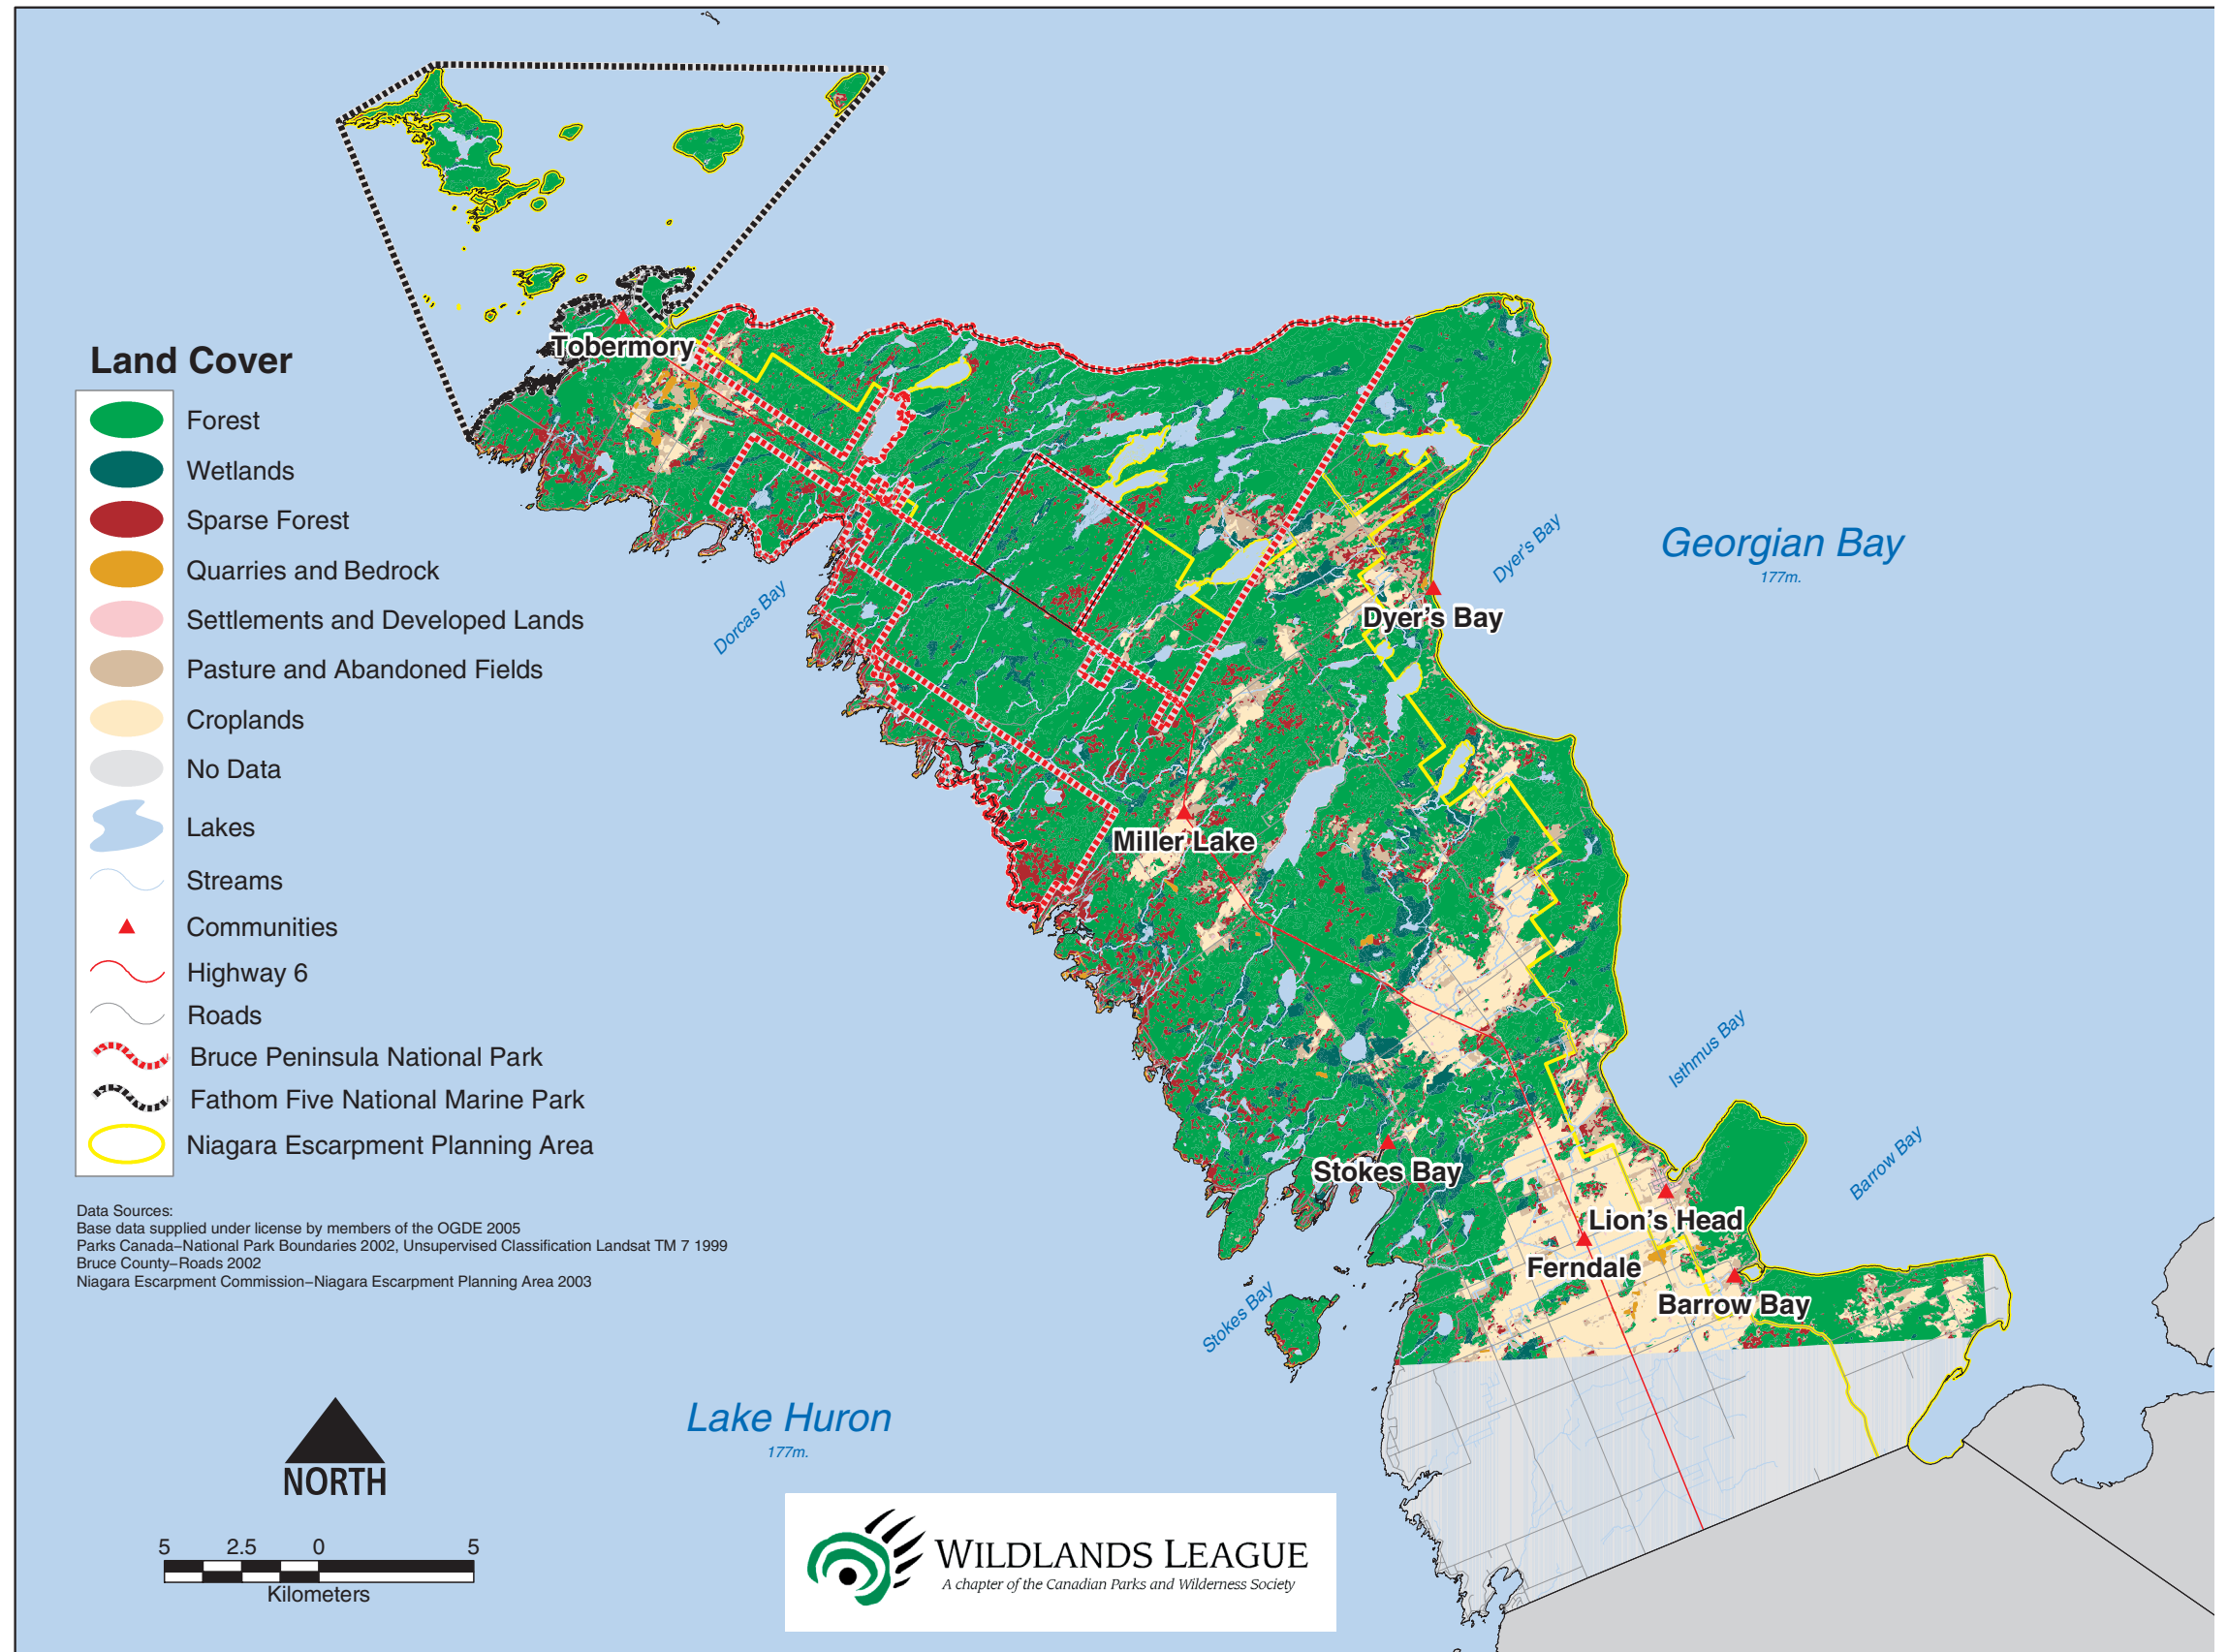 Georgian Bay
177m.
Tobermory
Land Cover
Forest
Wetlands
Sparse Forest
Quarries and Bedrock
Settlements and Developed Lands
Pasture and Abandoned Fields
Croplands
No Data
Lakes
Streams
Communities
Highway 6
Roads
Bruce Peninsula National Park
Fathom Five National Marine Park
Niagara Escarpment Planning Area
Data Sources:
Base data supplied under license by members of the OGDE 2005
Parks Canada–National Park Boundaries 2002, Unsupervised Classification Landsat TM 7 1999
Bruce County–Roads 2002
Niagara Escarpment Commission–Niagara Escarpment Planning Area 2003
Dyer's Bay
Dorcas Bay
Dyer's Bay
Miller Lake
Isthmus Bay
Barrow Bay
Stokes Bay
Lion's Head
Ferndale
Barrow Bay
Stokes Bay
Lake Huron
177m.
NORTH
5 2.5 0 5
Kilometers
WILDLANDS LEAGUE
A chapter of the Canadian Parks and Wilderness Society